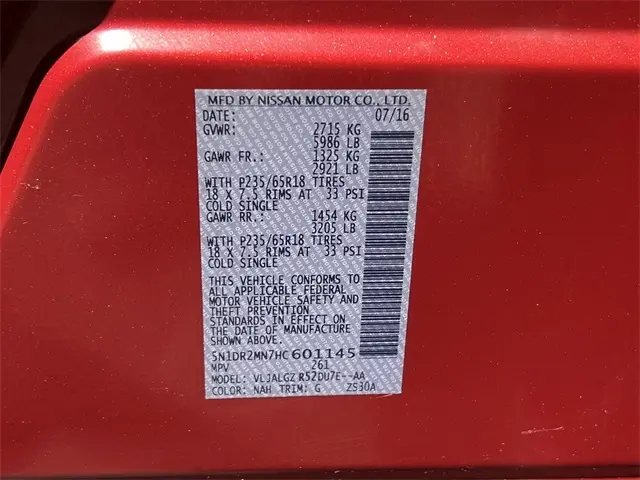 MFD BY NISSAN MOTOR CO., LTD.
DATE: 07/16
GVWR: 2715 KG
5986 LB
GAWR FR.: 1325 KG
2921 LB
WITH P235/65R18 TIRES
18 X 7.5 RIMS AT 33 PSI
COLD SINGLE
GAWR RR.: 1454 KG
3205 LB
WITH P235/65R18 TIRES
18 X 7.5 RIMS AT 33 PSI
COLD SINGLE
THIS VEHICLE CONFORMS TO
ALL APPLICABLE FEDERAL
MOTOR VEHICLE SAFETY AND
THEFT PREVENTION
STANDARDS IN EFFECT ON
THE DATE OF MANUFACTURE
SHOWN ABOVE.
5N1DR2MN7HC601145
MPV 261
MODEL: VLJALGZ R52DU7E--AA
COLOR: NAH TRIM: G ZS30A